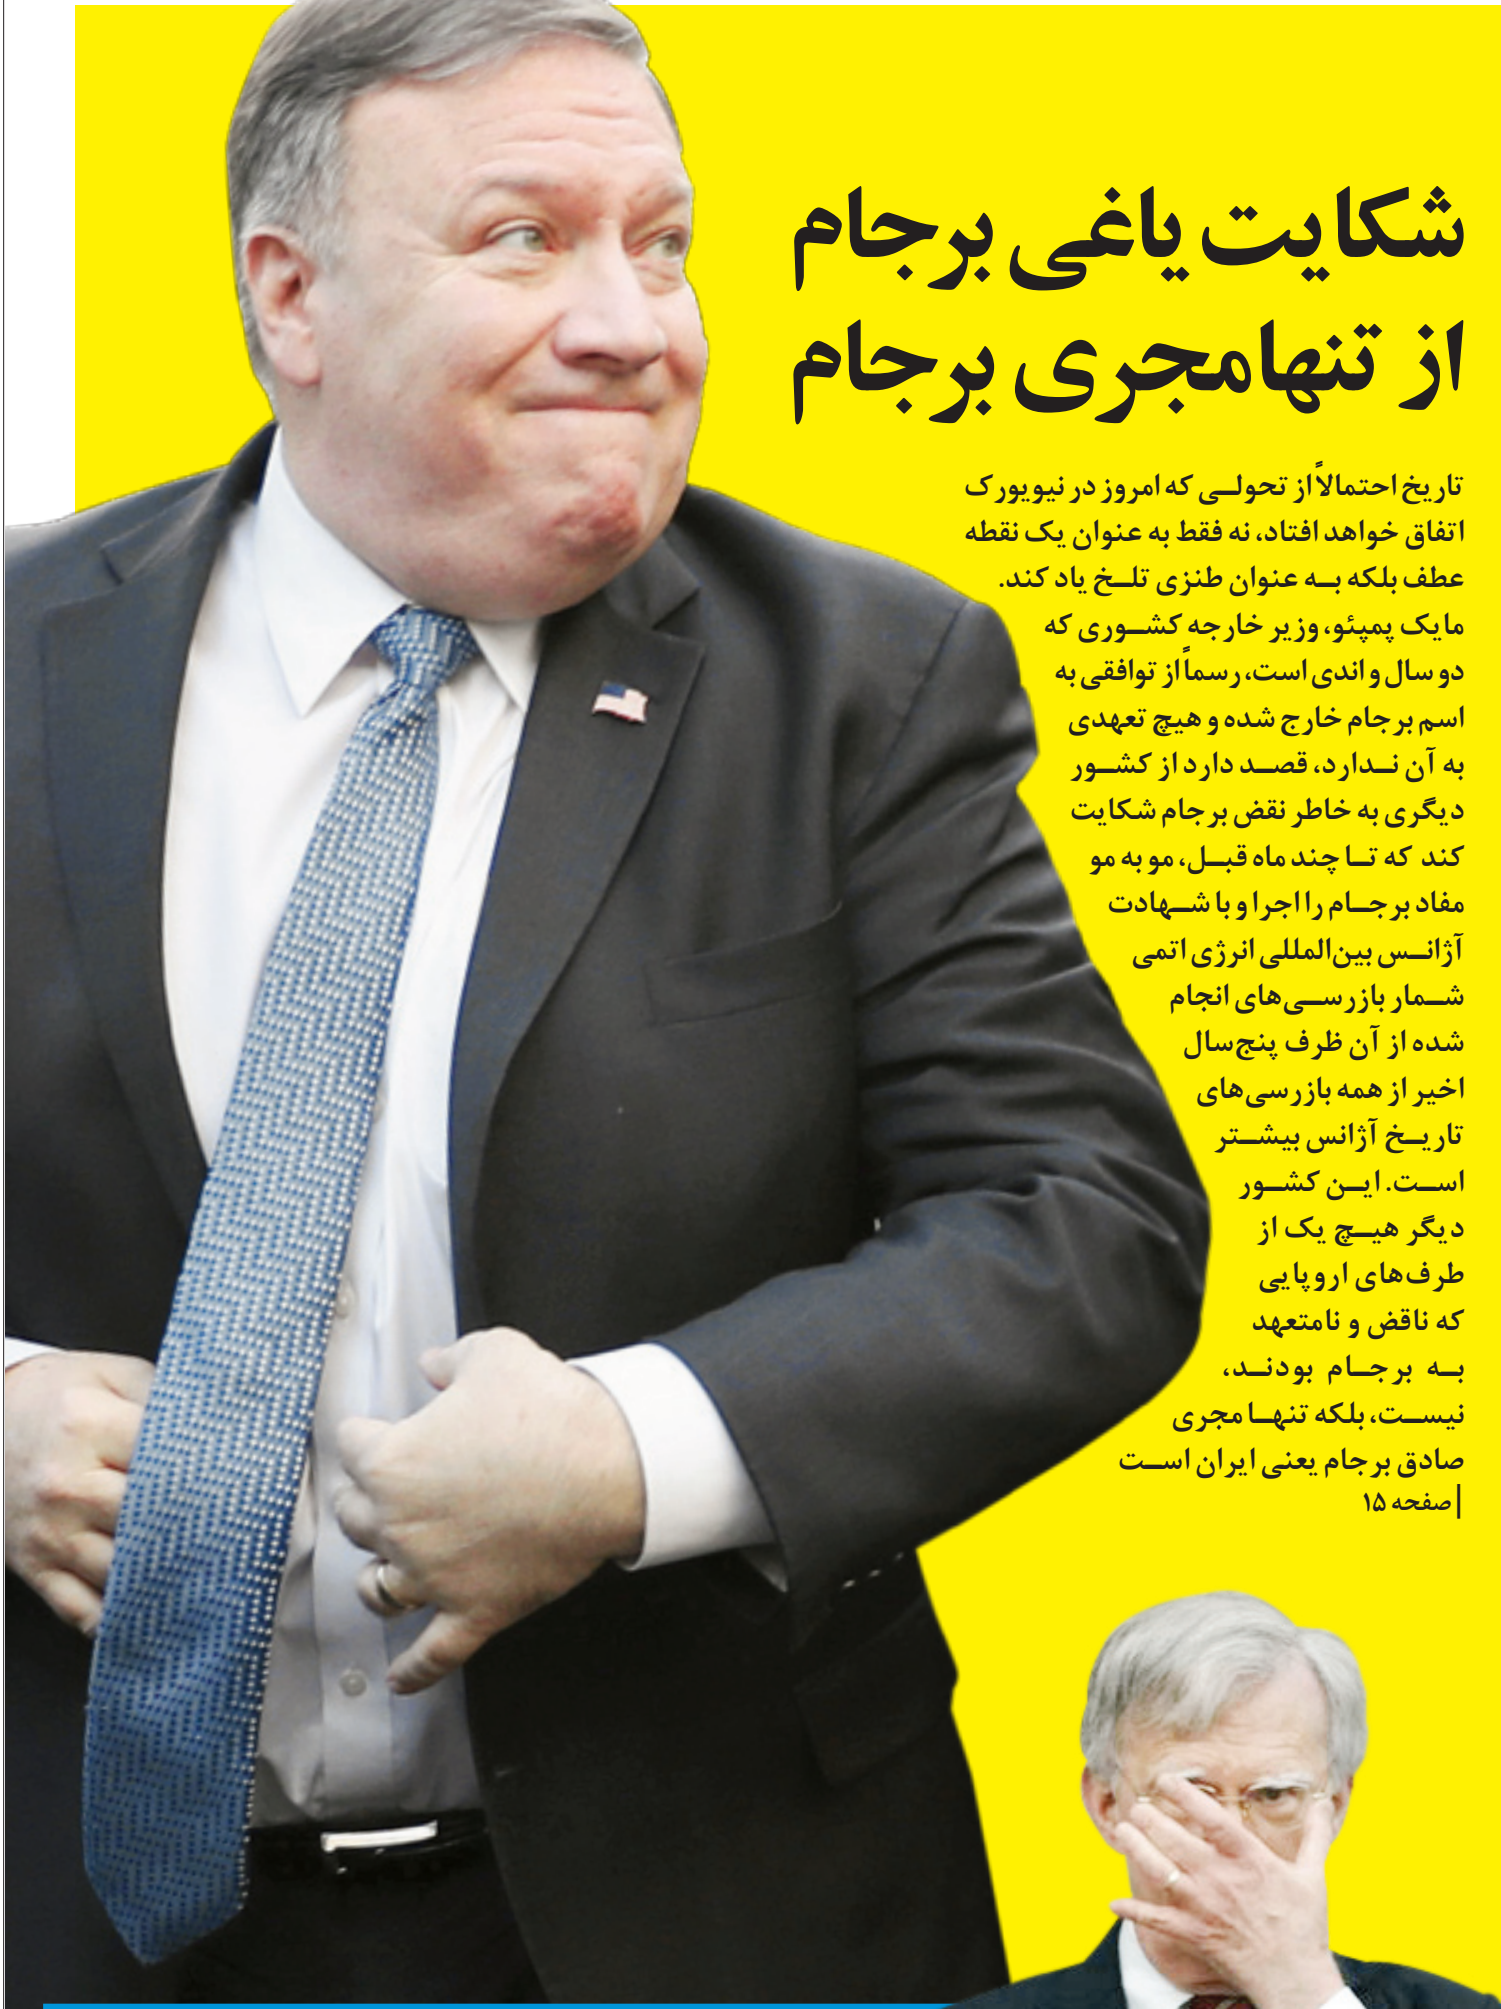 شکایت یاغی برجام
از تنهامجری برجام
تاریخ احتمالاً از تحولی که امروز در نیویورک
اتفاق خواهد افتاد، نه فقط به عنوان یک نقطه
عطف بلکه به عنوان طنزی تلخ یاد کند.
مایک پمپئو، وزیر خارجه کشوری که
دو سال و اندی است، رسماً از توافقی به
اسم برجام خارج شده و هیچ تعهدی
به آن ندارد، قصد دارد از کشور
دیگری به خاطر نقض برجام شکایت
کند که تا چند ماه قبل، مو به مو
مفاد برجام را اجرا و با شهادت
آژانس بین‌المللی انرژی اتمی
شمار بازرسی‌های انجام
شده از آن ظرف پنج‌سال
اخیر از همه بازرسی‌های
تاریخ آژانس بیشتر
است. این کشور
دیگر هیچ یک از
طرف‌های اروپایی
که ناقض و نامتعهد
به برجام بودند،
نیست، بلکه تنها مجری
صادق برجام یعنی ایران است
| صفحه ۱۵